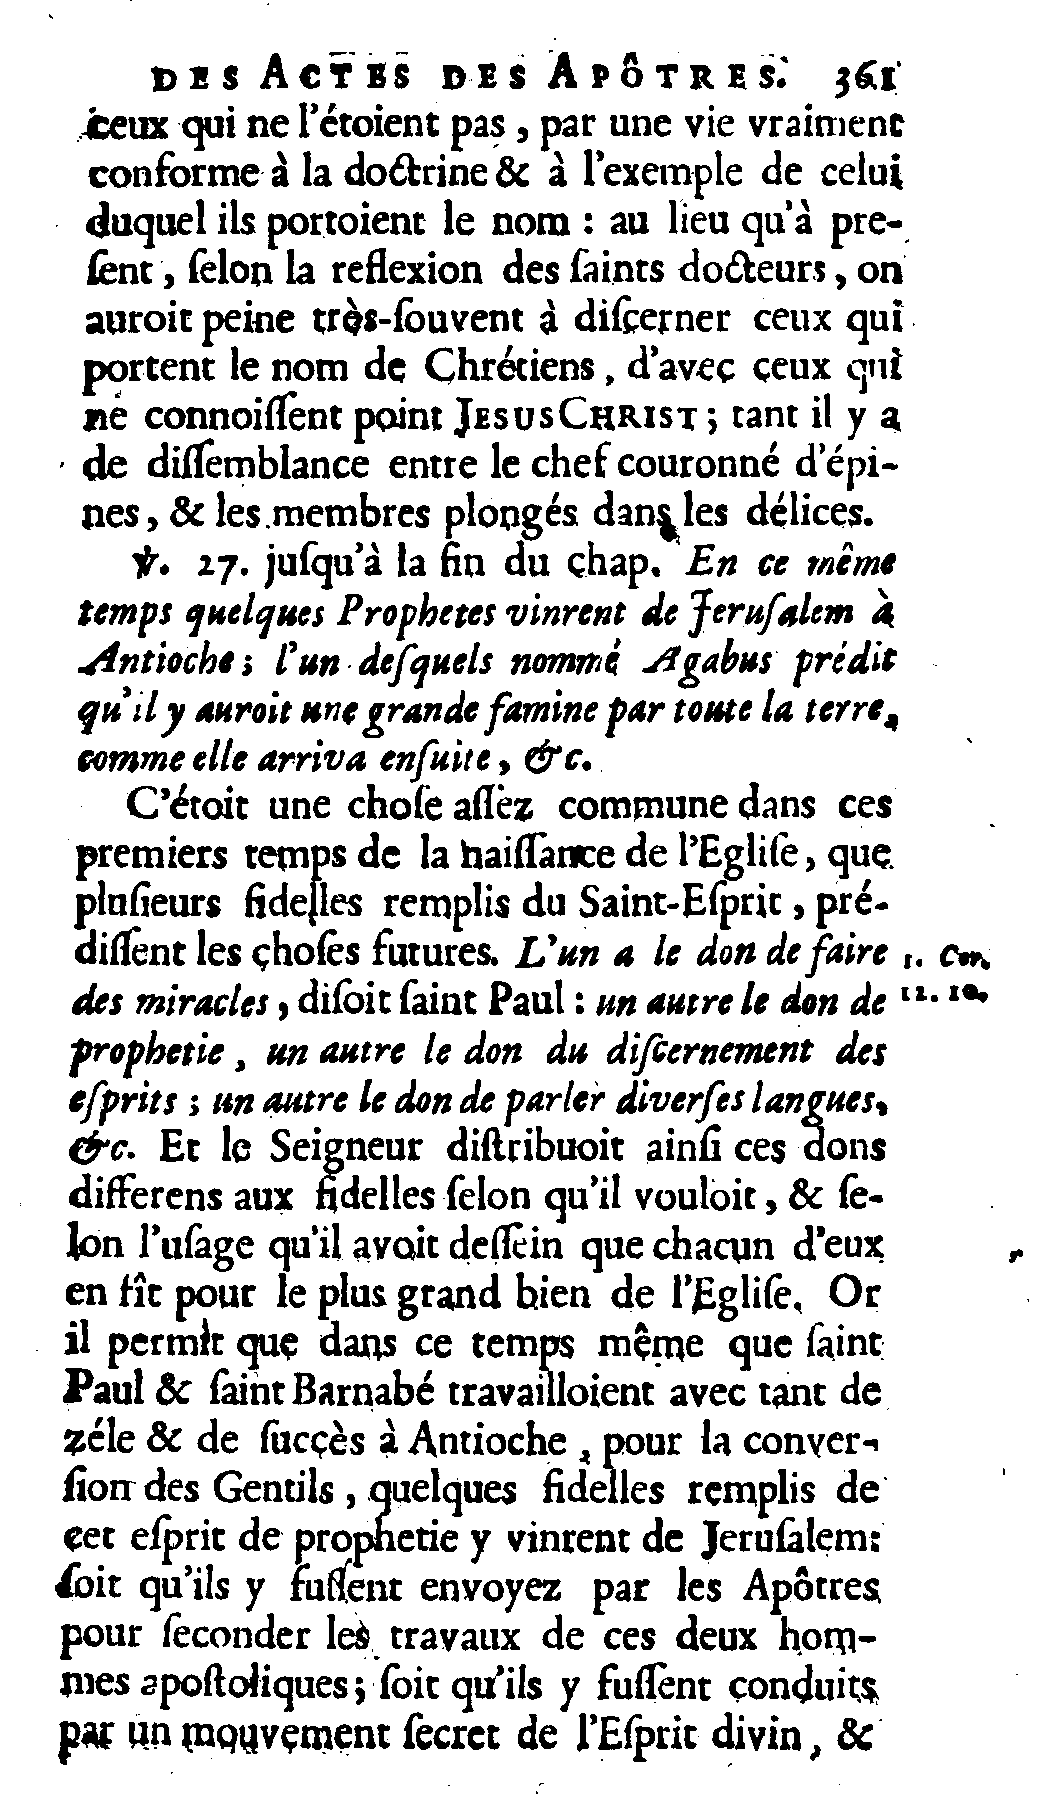 DES ACTES DES APÔTRES. 361
ceux qui ne l'étoient pas, par une vie vraiment
conforme à la doctrine & à l'exemple de celui
duquel ils portoient le nom : au lieu qu'à pre-
ſent, ſelon la reflexion des ſaints docteurs, on
auroit peine très-ſouvent à diſcerner ceux qui
portent le nom de Chrétiens, d'avec ceux qui
ne connoiſſent point JESUS CHRIST ; tant il y a
de diſſemblance entre le chef couronné d'épi-
nes, & les membres plongés dans les délices.
℣. 27. juſqu'à la fin du chap. En ce même
temps quelques Prophetes vinrent de Jeruſalem à
Antioche ; l'un deſquels nommé Agabus prédit
qu'il y auroit une grande famine par toute la terre,
comme elle arriva enſuite, &c.
C'étoit une choſe aſſez commune dans ces
premiers temps de la naiſſance de l'Egliſe, que
pluſieurs fidelles remplis du Saint-Eſprit, pré-
diſſent les choſes futures. L'un a le don de faire
1. Cor.
des miracles, diſoit ſaint Paul : un autre le don de
12. 10.
prophetie, un autre le don du diſcernement des
eſprits ; un autre le don de parler diverſes langues,
&c. Et le Seigneur diſtribuoit ainſi ces dons
differens aux fidelles ſelon qu'il vouloit, & ſe-
lon l'uſage qu'il avoit deſſein que chacun d'eux
en fît pour le plus grand bien de l'Egliſe. Or
il permit que dans ce temps même que ſaint
Paul & ſaint Barnabé travailloient avec tant de
zéle & de ſuccès à Antioche, pour la conver-
ſion des Gentils, quelques fidelles remplis de
cet eſprit de prophetie y vinrent de Jeruſalem:
ſoit qu'ils y fuſſent envoyez par les Apôtres
pour ſeconder les travaux de ces deux hom-
mes apoſtoliques ; ſoit qu'ils y fuſſent conduits
par un mouvement ſecret de l'Eſprit divin, &